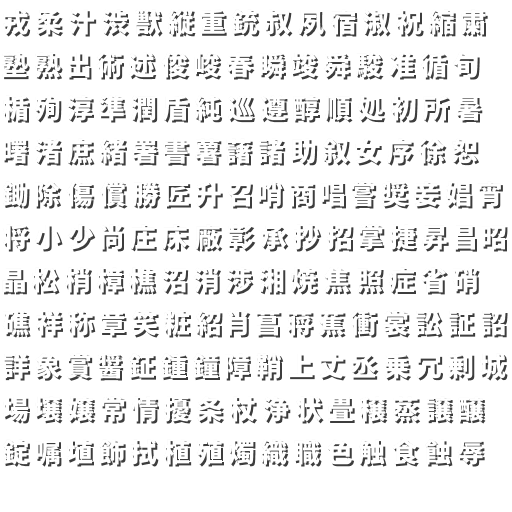 戎柔汁渋獣縦重銃叔夙宿淑祝縮粛
塾熟出術述俊峻春瞬竣舜駿准循旬
楯殉淳準潤盾純巡遵醇順処初所暑
曙渚庶緒署書薯藷諸助叙女序徐恕
鋤除傷償勝匠升召哨商唱嘗奨妾娼宵
将小少尚庄床廠彰承抄招掌捷昇昌昭
晶松梢樟樵沼消渉湘焼焦照症省硝
礁祥称章笑粧紹肖菖蒋蕉衝裳訟証詔
詳象賞醤鉦鍾鐘障鞘上丈丞乗冗剰城
場壌嬢常情擾条杖浄状畳穣蒸譲醸
錠嘱埴飾拭植殖燭織職色触食蝕辱